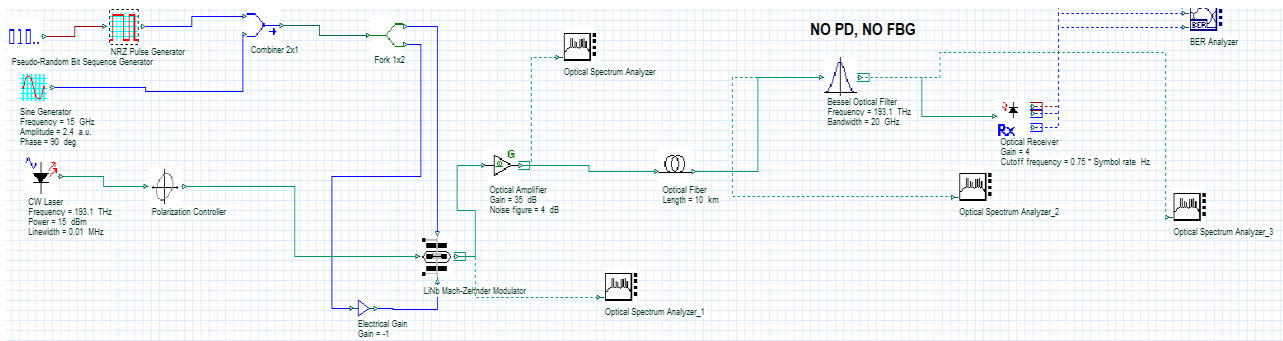 NO PD, NO FBG
Pseudo-Random Bit Sequence Generator
NRZ Pulse Generator
Combiner 2x1
Fork 1x2
Optical Spectrum Analyzer
BER
BER Analyzer
Sine Generator
Frequency = 15 GHz
Amplitude = 2.4 a.u.
Phase = 90 deg
Bessel Optical Filter
Frequency = 193.1 THz
Bandwidth = 20 GHz
Rx
Optical Receiver
Gain = 4
Cutoff frequency = 0.75 * Symbol rate Hz
CW Laser
Frequency = 193.1 THz
Power = 15 dBm
Linewidth = 0.01 MHz
Polarization Controller
G
Optical Amplifier
Gain = 35 dB
Noise figure = 4 dB
Optical Fiber
Length = 10 km
Optical Spectrum Analyzer_2
Optical Spectrum Analyzer_3
LiNb Mach-Zehnder Modulator
Optical Spectrum Analyzer_1
Electrical Gain
Gain = -1